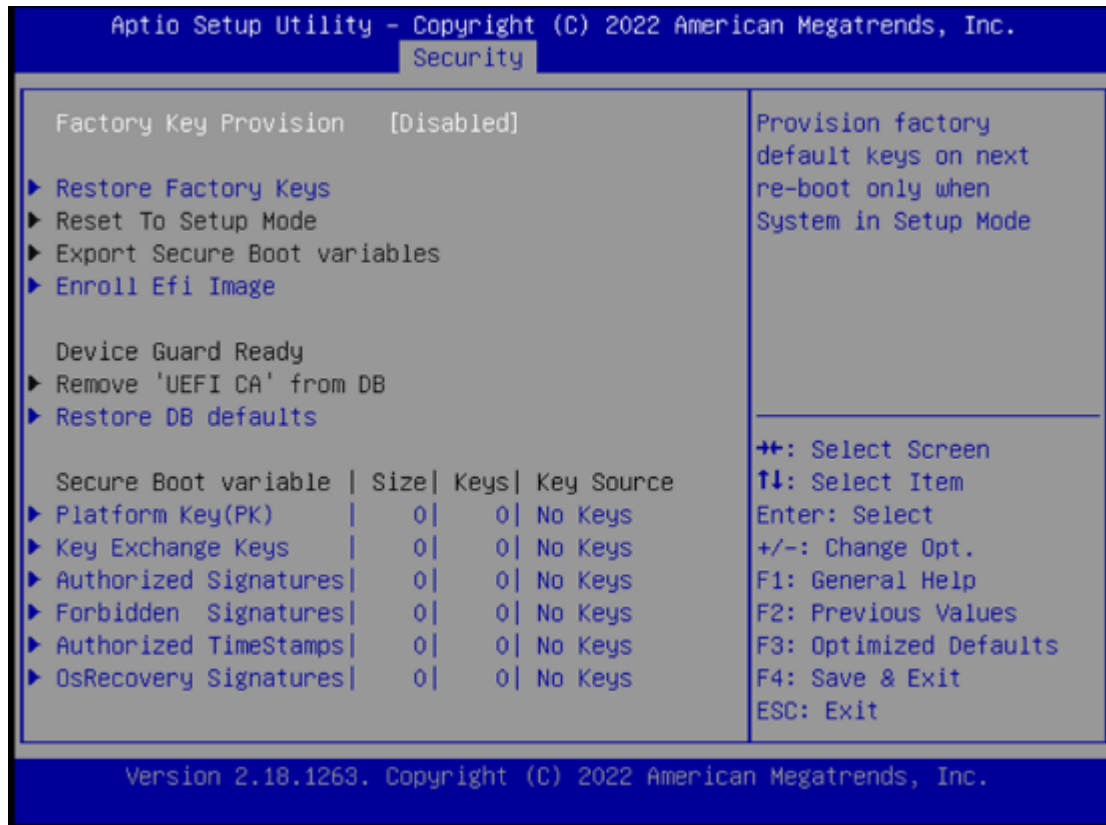 Aptio Setup Utility – Copyright (C) 2022 American Megatrends, Inc.
Security
Factory Key Provision [Disabled]
▶ Restore Factory Keys
▶ Reset To Setup Mode
▶ Export Secure Boot variables
▶ Enroll Efi Image
Device Guard Ready
▶ Remove 'UEFI CA' from DB
▶ Restore DB defaults
Secure Boot variable | Size| Keys| Key Source
▶ Platform Key(PK) | 0| 0| No Keys
▶ Key Exchange Keys | 0| 0| No Keys
▶ Authorized Signatures| 0| 0| No Keys
▶ Forbidden Signatures| 0| 0| No Keys
▶ Authorized TimeStamps| 0| 0| No Keys
▶ OsRecovery Signatures| 0| 0| No Keys
Provision factory
default keys on next
re-boot only when
System in Setup Mode
→←: Select Screen
↑↓: Select Item
Enter: Select
+/-: Change Opt.
F1: General Help
F2: Previous Values
F3: Optimized Defaults
F4: Save & Exit
ESC: Exit
Version 2.18.1263. Copyright (C) 2022 American Megatrends, Inc.